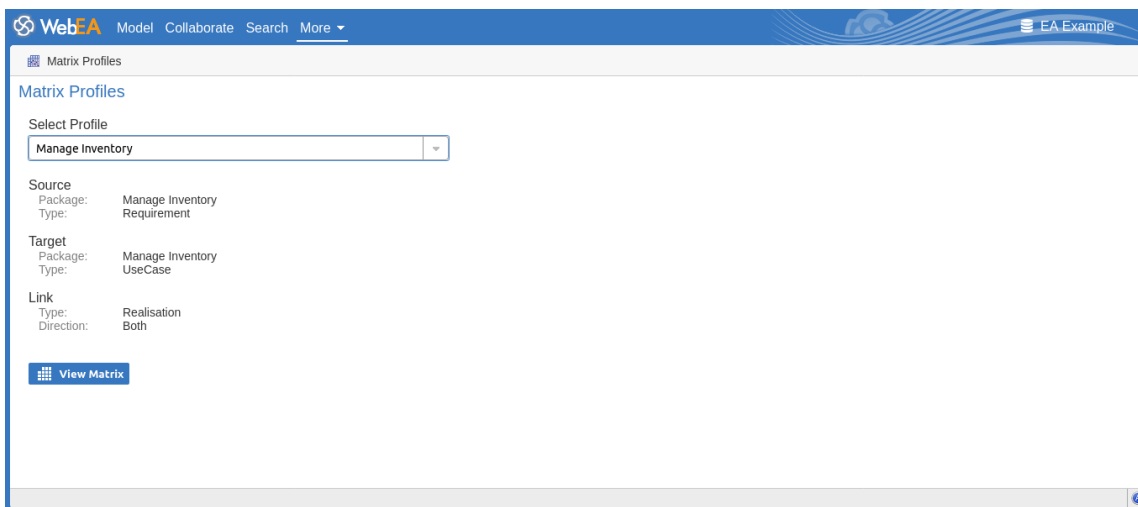 WebEA Model Collaborate Search More EA Example
Matrix Profiles
Matrix Profiles
Select Profile
Manage Inventory
Source
Package: Manage Inventory
Type: Requirement
Target
Package: Manage Inventory
Type: UseCase
Link
Type: Realisation
Direction: Both
View Matrix